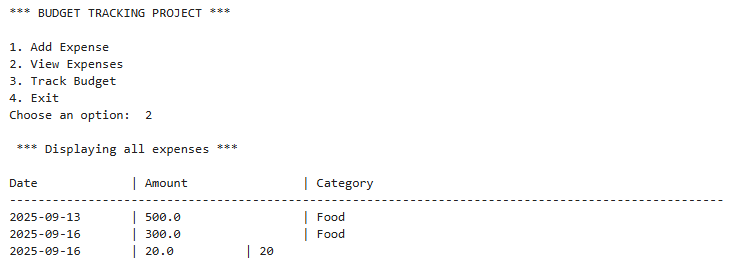 *** BUDGET TRACKING PROJECT ***
1. Add Expense
2. View Expenses
3. Track Budget
4. Exit
Choose an option:  2
*** Displaying all expenses ***
Date | Amount | Category
----------------------------------------------------------------------------------------------------
2025-09-13 | 500.0 | Food
2025-09-16 | 300.0 | Food
2025-09-16 | 20.0 | 20